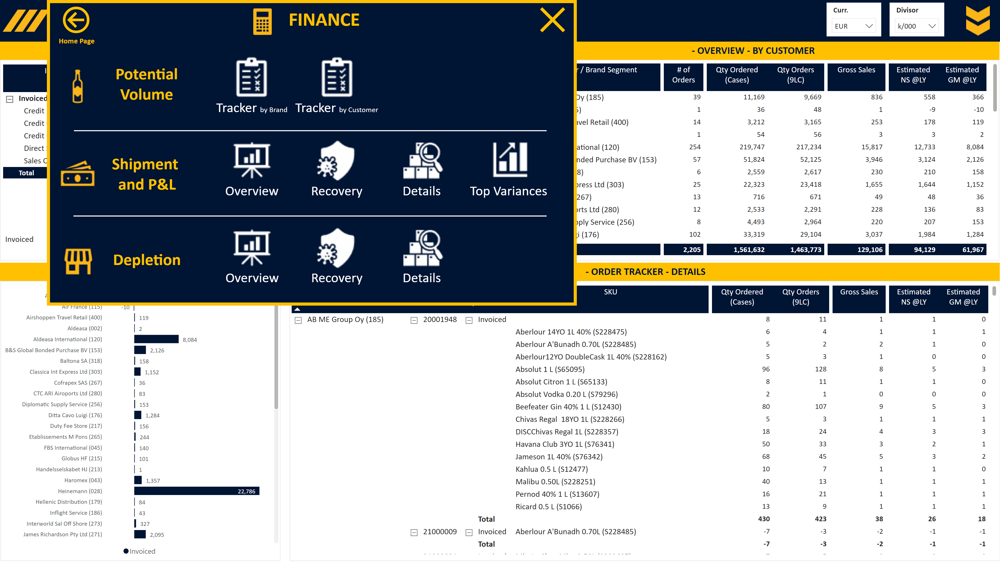 Home Page
FINANCE
Potential
Volume
Tracker by Brand
Tracker by Customer
Shipment
and P&L
Overview
Recovery
Details
Top Variances
Depletion
Overview
Recovery
Details
Curr.
EUR
Divisor
k/000
Invoiced
Credit
Credit
Credit
Direct
Sales
Total
Invoiced
- OVERVIEW - BY CUSTOMER
/ Brand Segment # of Orders Qty Ordered (Cases) Qty Orders (9LC) Gross Sales Estimated NS @LY Estimated GM @LY
Oy (185) 39 11,169 9,669 836 558 366
1 36 48 1 -9 -10
Retail (400) 14 3,212 3,165 253 178 119
1 54 56 3 3 2
(120) 254 219,747 217,234 15,817 12,733 8,084
Purchase BV (153) 57 51,824 52,125 3,946 3,124 2,126
6 2,559 2,617 230 210 158
Ltd (303) 25 22,323 23,418 1,655 1,644 1,152
267) 13 716 671 49 48 36
Ltd (280) 12 2,533 2,291 228 136 83
Service (256) 8 4,493 2,964 220 207 153
(176) 102 33,319 29,104 3,037 1,984 1,284
2,205 1,561,632 1,463,773 129,106 94,129 61,967
Air France (115) -10
Airshoppen Travel Retail (400) 119
Aldeasa (002) 2
Aldeasa International (120) 8,084
B&S Global Bonded Purchase BV (153) 2,126
Baltona SA (318) 158
Classica Int Express Ltd (303) 1,152
Cofrapex SAS (267) 36
CTC ARI Airoports Ltd (280) 83
Diplomatic Supply Service (256) 153
Ditta Cavo Luigi (176) 1,284
Duty Fee Store (217) 156
Etablissements M Pons (265) 244
FBS International (045) 140
Globus HF (215) 101
Handelsselskabet HJ (213) 1
Haromex (043) 1,357
Heinemann (028) 22,786
Hellenic Distribution (179) 84
Inflight Service (186) 43
Interworld Sal Off Shore (273) 327
James Richardson Pty Ltd (271) 2,095
Invoiced
- ORDER TRACKER - DETAILS
SKU Qty Ordered (Cases) Qty Orders (9LC) Gross Sales Estimated NS @LY Estimated GM @LY
AB ME Group Oy (185) 20001948 Invoiced 8 11 1 1 0
Aberlour 14YO 1L 40% (S228475) 6 4 1 1 1
Aberlour A'Bunadh 0.70L (S228485) 5 2 2 1 0
Aberlour12YO DoubleCask 1L 40% (S228162) 5 3 1 0 0
Absolut 1 L (S65095) 96 128 8 5 3
Absolut Citron 1 L (S65133) 8 11 1 1 0
Absolut Vodka 0.20 L (S79296) 2 1 0 0 0
Beefeater Gin 40% 1 L (S12430) 80 107 9 5 3
Chivas Regal 18YO 1L (S228266) 5 3 1 1 1
DISCChivas Regal 1L (S228357) 18 24 4 3 3
Havana Club 3YO 1L (S76341) 50 33 3 2 1
Jameson 1L 40% (S76342) 68 45 5 3 2
Kahlua 0.5 L (S12477) 10 7 1 1 0
Malibu 0.50L (S228251) 40 13 1 1 1
Pernod 40% 1 L (S13607) 16 21 1 1 1
Ricard 0.5 L (S1066) 13 9 1 1 1
Total 430 423 38 26 18
21000009 Invoiced Aberlour A'Bunadh 0.70L (S228485) -7 -3 -2 -1 -1
Total -7 -3 -2 -1 -1